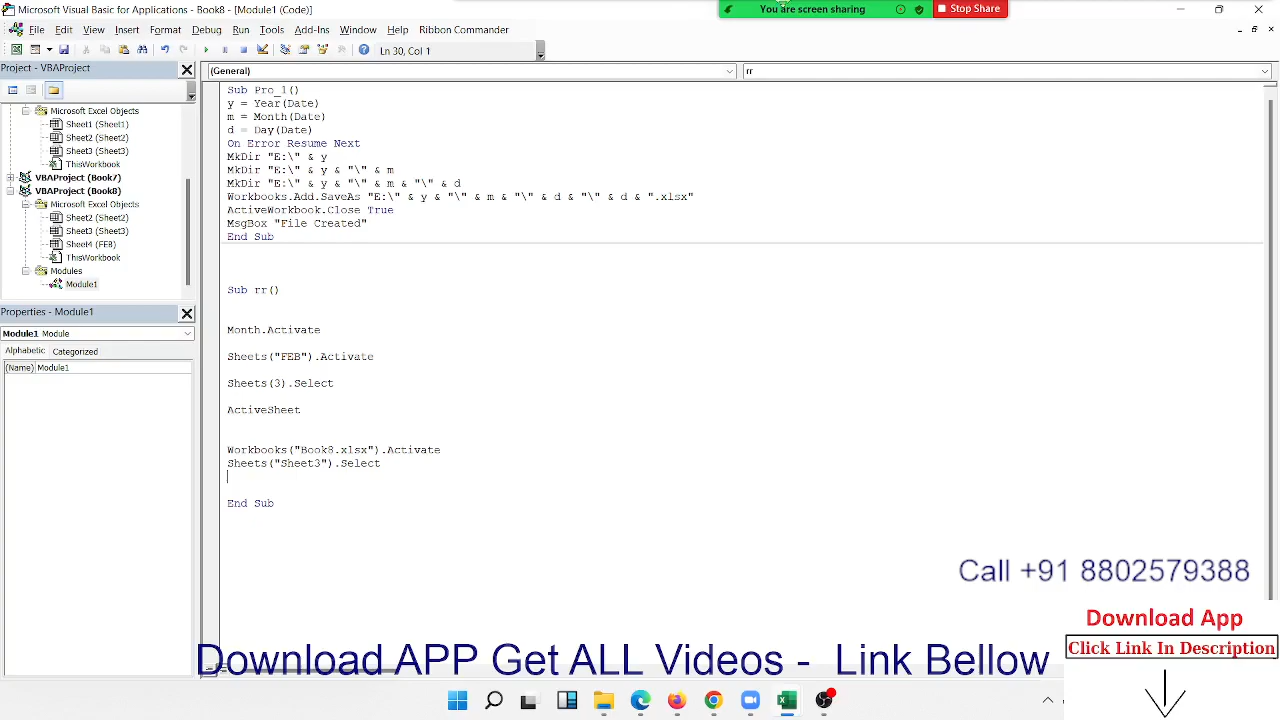 Microsoft Visual Basic for Applications - Book8 - [Module1 (Code)]
You are screen sharing
Stop Share
File Edit View Insert Format Debug Run Tools Add-Ins Window Help Ribbon Commander
Ln 30, Col 1
Project - VBAProject
(General)
rr
Microsoft Excel Objects
Sheet1 (Sheet1)
Sheet2 (Sheet2)
Sheet3 (Sheet3)
ThisWorkbook
VBAProject (Book7)
VBAProject (Book8)
Microsoft Excel Objects
Sheet2 (Sheet2)
Sheet3 (Sheet3)
Sheet4 (FEB)
ThisWorkbook
Modules
Module1
Properties - Module1
Module1 Module
Alphabetic Categorized
(Name) Module1
Sub Pro_1()
y = Year(Date)
m = Month(Date)
d = Day(Date)
On Error Resume Next
MkDir "E:\" & y
MkDir "E:\" & y & "\" & m
MkDir "E:\" & y & "\" & m & "\" & d
Workbooks.Add.SaveAs "E:\" & y & "\" & m & "\" & d & "\" & d & ".xlsx"
ActiveWorkbook.Close True
MsgBox "File Created"
End Sub
Sub rr()
Month.Activate
Sheets("FEB").Activate
Sheets(3).Select
ActiveSheet
Workbooks("Book8.xlsx").Activate
Sheets("Sheet3").Select
End Sub
Call +91 8802579388
Download App
Click Link In Description
Download APP Get ALL Videos - Link Bellow